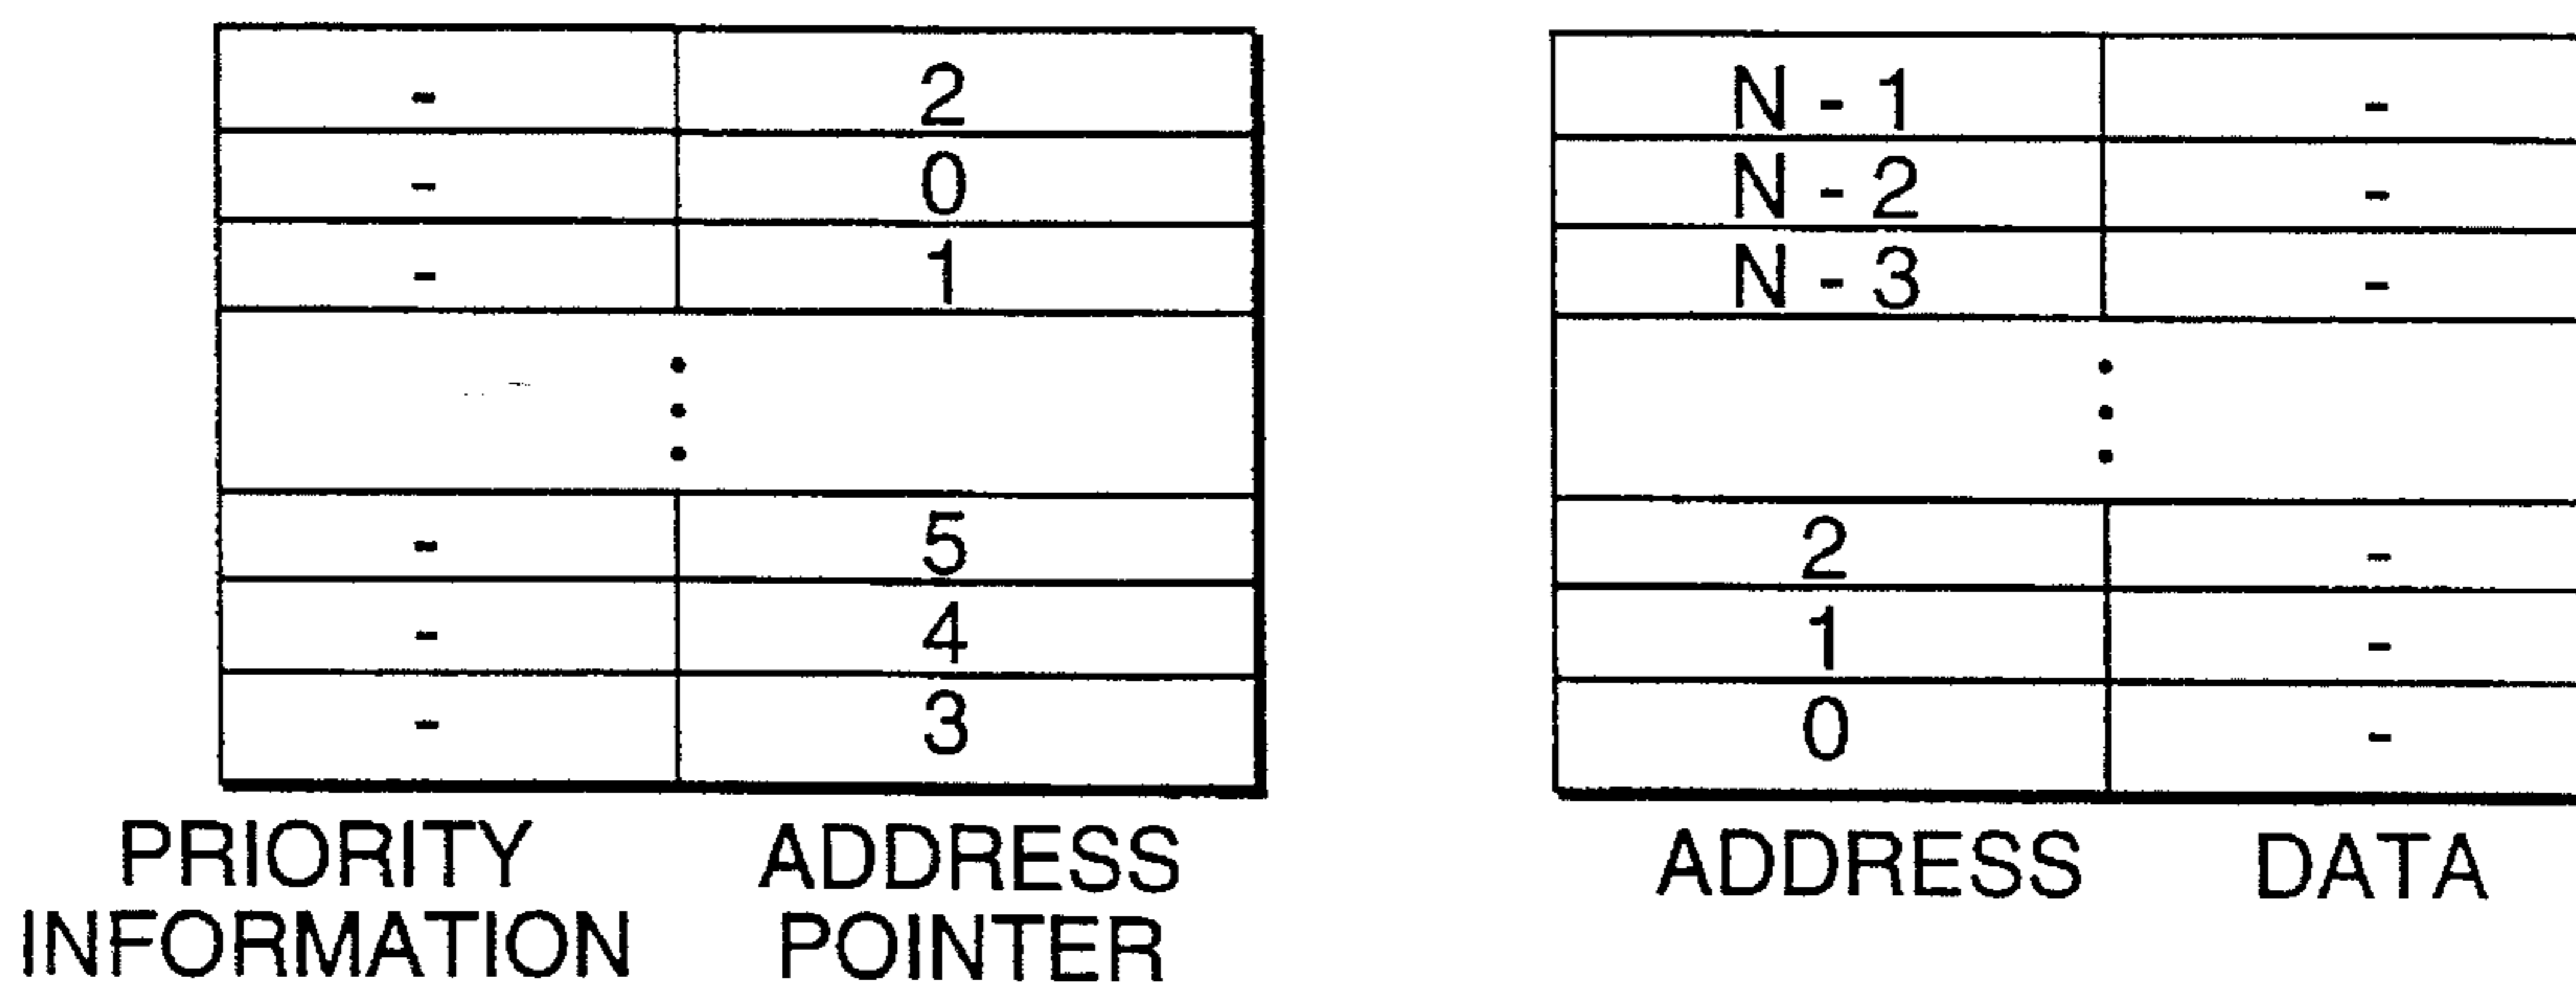 - 2 N - 1 -
- 0 N - 2 -
- 1 N - 3 -
- 5 2 -
- 4 1 -
- 3 0 -
PRIORITY ADDRESS ADDRESS DATA
INFORMATION POINTER